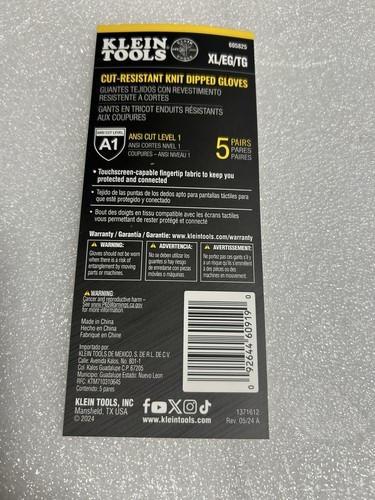 KLEIN TOOLS
KLEIN TOOLS
60S825
XL/EG/TG
CUT-RESISTANT KNIT DIPPED GLOVES
GUANTES TEJIDOS CON REVESTIMIENTO
RESISTENTE A CORTES
GANTS EN TRICOT ENDUITS RÉSISTANTS
AUX COUPURES
ANSI CUT LEVEL
A1
ANSI CUT LEVEL 1
ANSI CORTES NIVEL 1
COUPURES – ANSI NIVEAU 1
5 PAIRS
PARES
PAIRES
• Touchscreen-capable fingertip fabric to keep you
protected and connected
• Tejido de las puntas de los dedos apto para pantallas táctiles para
que esté protegido y conectado
• Bout des doigts en tissu compatible avec les écrans tactiles
vous permettant de rester protégé et connecté
Warranty / Garantía / Garantie: www.kleintools.com/warranty
WARNING:
Gloves should not be worn
when there is a risk of
entanglement by moving
parts or machines.
ADVERTENCIA:
No se deben utilizar los
guantes si hay riesgo
de enredarse con piezas
móviles o máquinas.
AVERTISSEMENT:
Ne portez pas ces gants s'il y
a un risque qu'ils s'emmêlent
à des pièces ou des
machines en mouvement.
WARNING:
Cancer and reproductive harm –
See www.P65Warnings.ca.gov
for more information.
Made in China
Hecho en China
Fabriqué en Chine
Importado por:
KLEIN TOOLS DE MEXICO, S. DE R.L. DE C.V.
Calle: Avenida Kalos, No. 801-1
Col. Kalos Guadalupe C.P. 67205
Municipio: Guadalupe Estado: Nuevo Leon
RFC: KTM710310645
Contenido: 5 pares
KLEIN TOOLS, INC
Mansfield, TX USA
© 2024
www.kleintools.com
0 92644 60919 0
1371612
Rev. 05/24 A